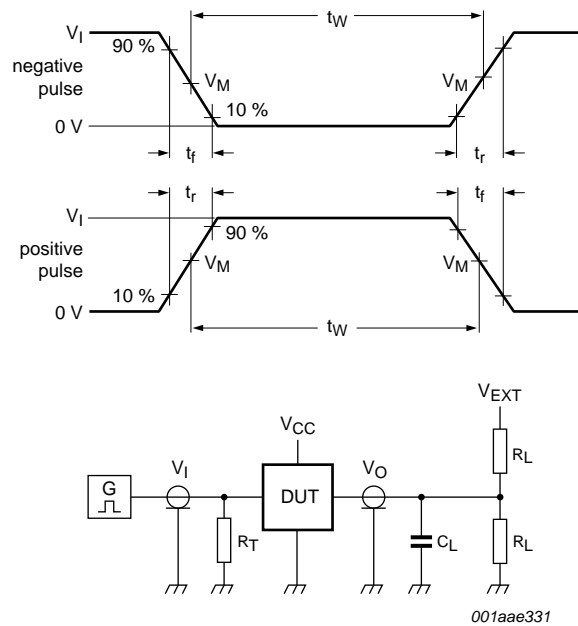 V_I
t_W
90 %
negative
pulse
V_M
V_M
10 %
0 V
t_f
t_r
t_r
t_f
V_I
90 %
positive
pulse
V_M
V_M
10 %
0 V
t_W
V_EXT
V_CC
R_L
V_I
V_O
G
DUT
R_T
C_L
R_L
001aae331